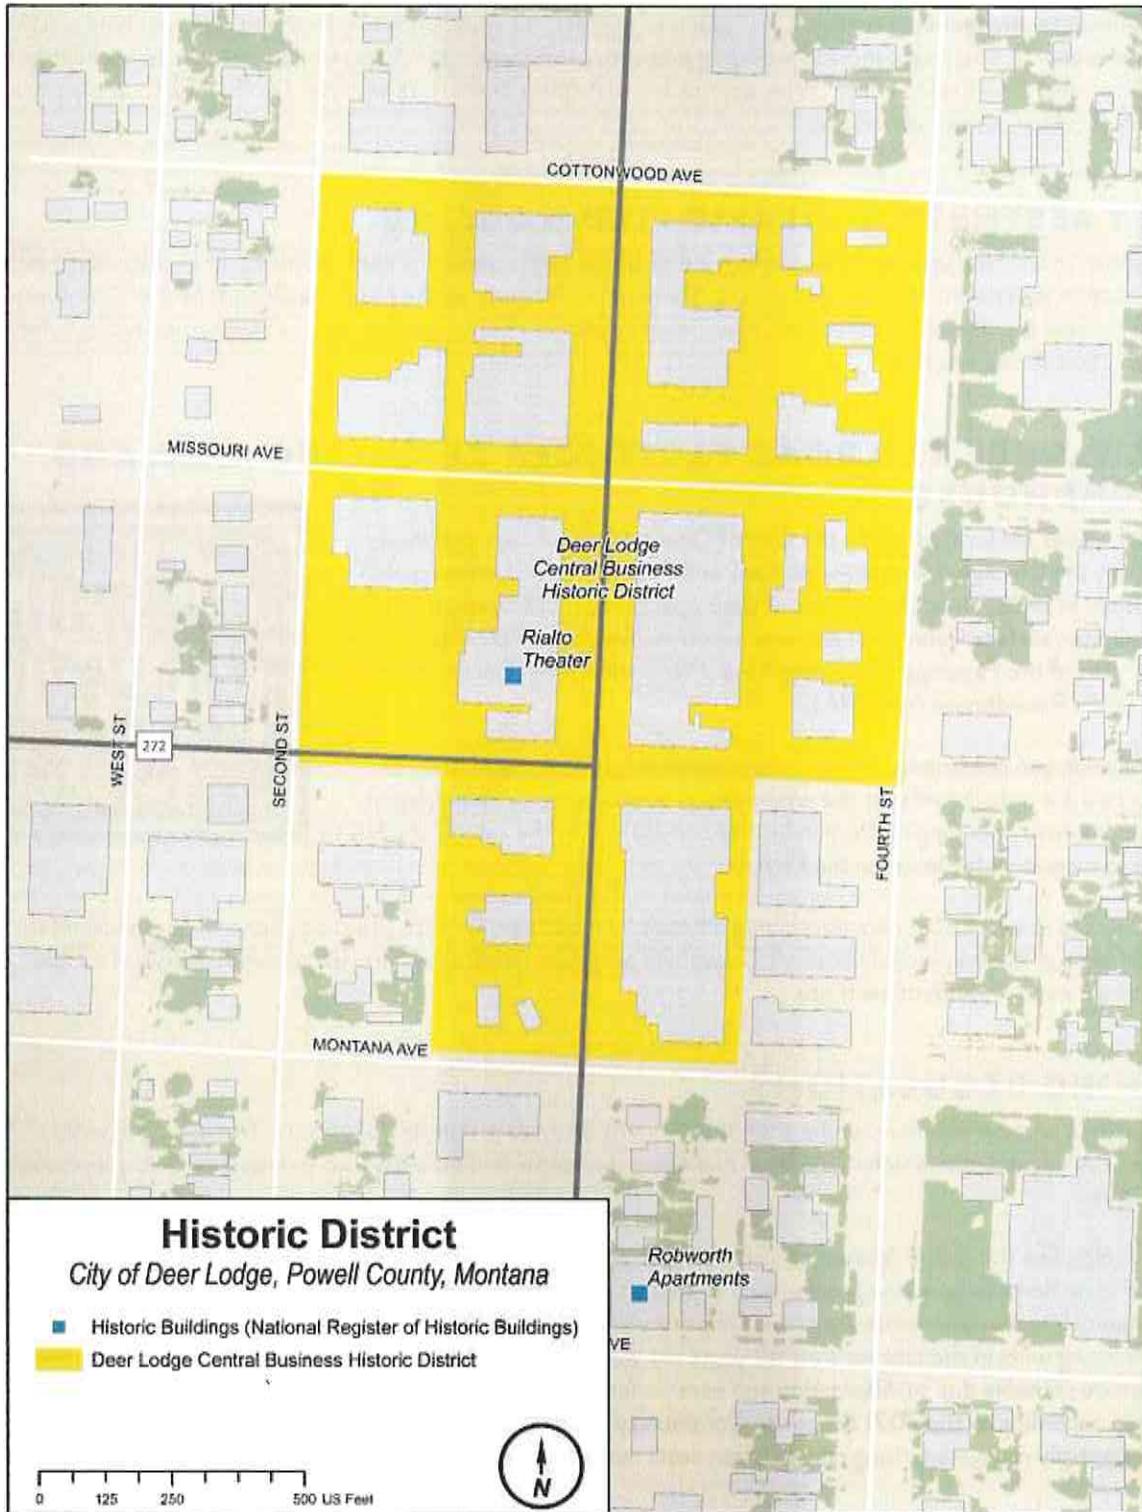 COTTONWOOD AVE
MISSOURI AVE
Deer Lodge
Central Business
Historic District
Rialto
Theater
WEST ST
272
SECOND ST
FOURTH ST
MONTANA AVE
Historic District
City of Deer Lodge, Powell County, Montana
Historic Buildings (National Register of Historic Buildings)
Deer Lodge Central Business Historic District
N
0 125 250 500 US Feet
Robworth
Apartments
VE